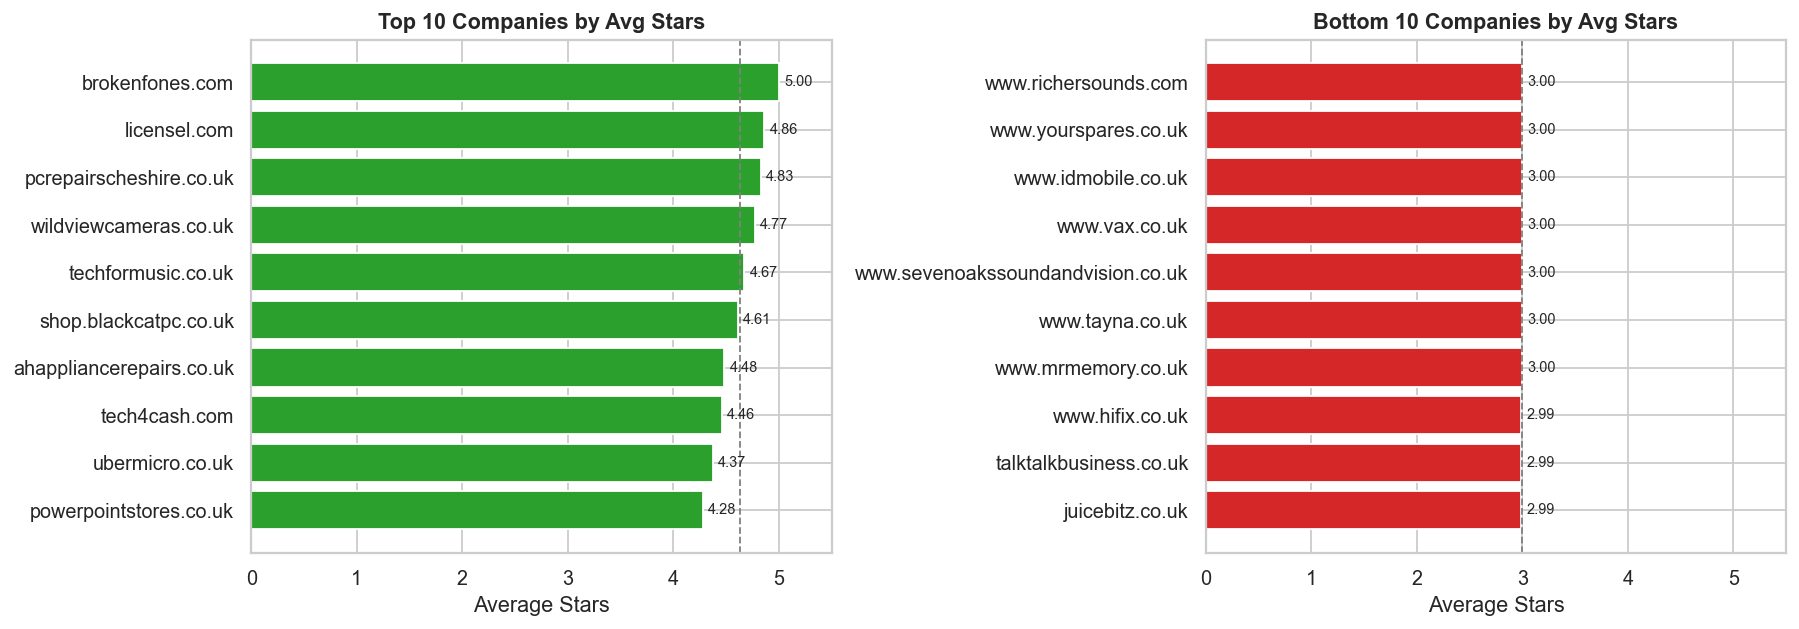 Top 10 Companies by Avg Stars
brokenfones.com
5.00
licensel.com
4.86
pcrepairscheshire.co.uk
4.83
wildviewcameras.co.uk
4.77
techformusic.co.uk
4.67
shop.blackcatpc.co.uk
4.61
ahappliancerepairs.co.uk
4.48
tech4cash.com
4.46
ubermicro.co.uk
4.37
powerpointstores.co.uk
4.28
0 1 2 3 4 5
Average Stars
Bottom 10 Companies by Avg Stars
www.richersounds.com
3.00
www.yourspares.co.uk
3.00
www.idmobile.co.uk
3.00
www.vax.co.uk
3.00
www.sevenoakssoundandvision.co.uk
3.00
www.tayna.co.uk
3.00
www.mrmemory.co.uk
3.00
www.hifix.co.uk
2.99
talktalkbusiness.co.uk
2.99
juicebitz.co.uk
2.99
0 1 2 3 4 5
Average Stars